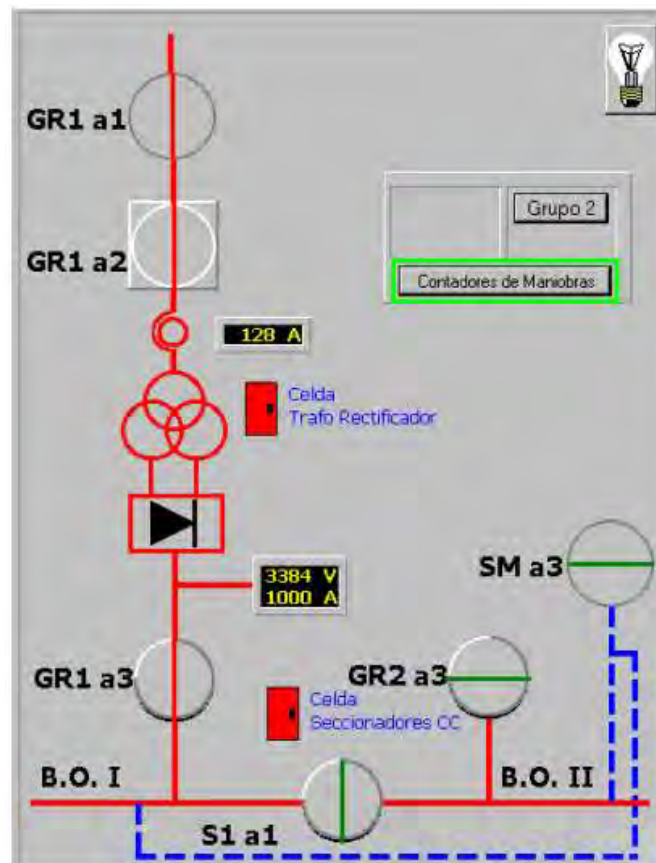 GR1 a1
GR1 a2
Grupo 2
Contadores de Maniobras
128 A
Celda
Trafo Rectificador
3384 V
1000 A
SM a3
GR1 a3
GR2 a3
Celda
Seccionadores CC
B.O. I
B.O. II
S1 a1